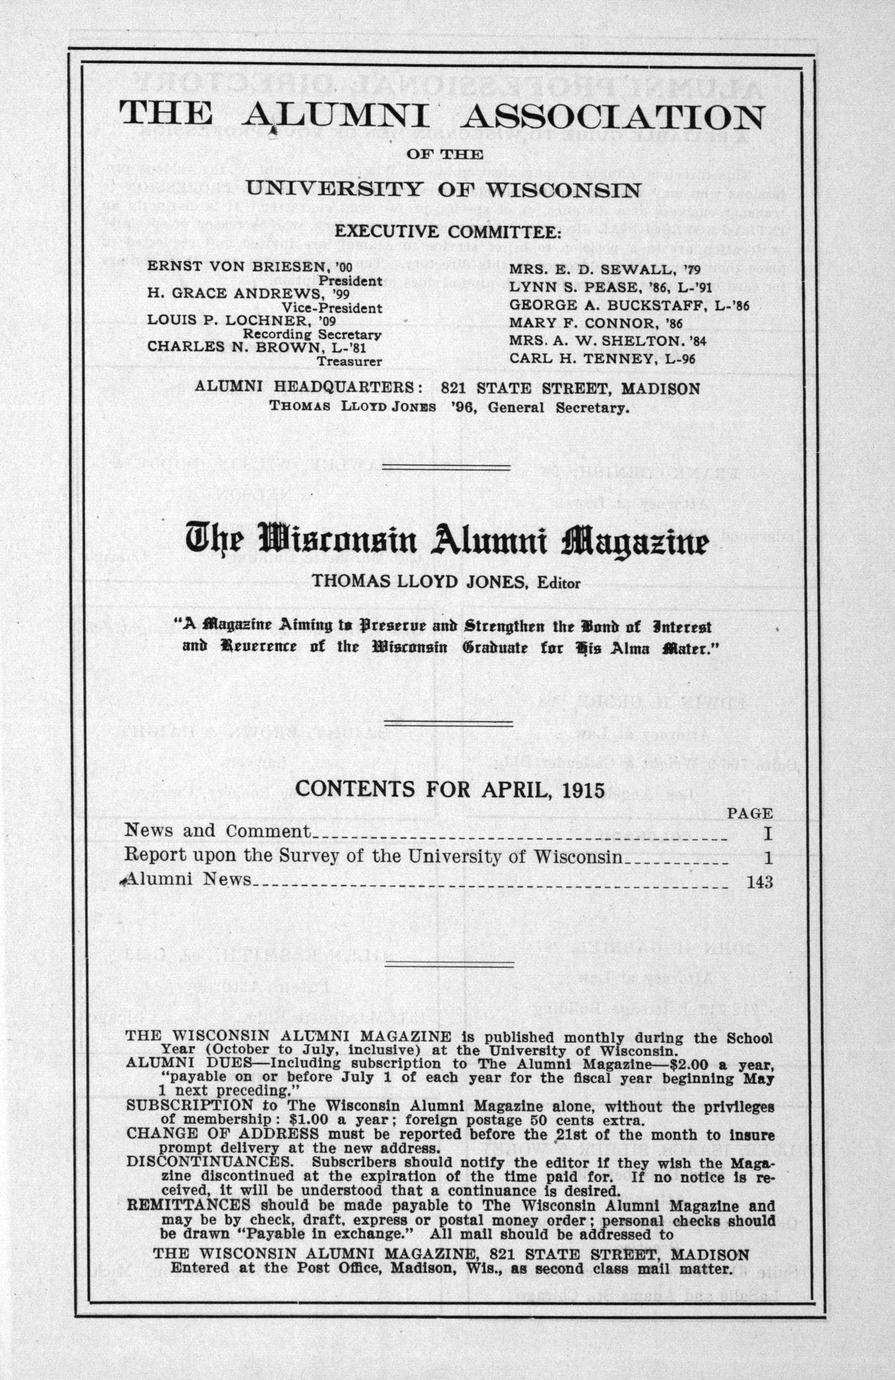 THE ALUMNI ASSOCIATION
OF THE
UNIVERSITY OF WISCONSIN
EXECUTIVE COMMITTEE:
ERNST VON BRIESEN, '00
President
H. GRACE ANDREWS, '99
Vice-President
LOUIS P. LOCHNER, '09
Recording Secretary
CHARLES N. BROWN, L-'81
Treasurer
MRS. E. D. SEWALL, '79
LYNN S. PEASE, '86, L-'91
GEORGE A. BUCKSTAFF, L-'86
MARY F. CONNOR, '86
MRS. A. W. SHELTON. '84
CARL H. TENNEY, L-96
ALUMNI HEADQUARTERS: 821 STATE STREET, MADISON
THOMAS LLOYD JONES '96, General Secretary.
The Wisconsin Alumni Magazine
THOMAS LLOYD JONES, Editor
"A Magazine Aiming to Preserve and Strengthen the Bond of Interest
and Reverence of the Wisconsin Graduate for His Alma Mater."
CONTENTS FOR APRIL, 1915
PAGE
News and Comment I
Report upon the Survey of the University of Wisconsin 1
Alumni News 143
THE WISCONSIN ALUMNI MAGAZINE is published monthly during the School
Year (October to July, inclusive) at the University of Wisconsin.
ALUMNI DUES—Including subscription to The Alumni Magazine—$2.00 a year,
"payable on or before July 1 of each year for the fiscal year beginning May
1 next preceding."
SUBSCRIPTION to The Wisconsin Alumni Magazine alone, without the privileges
of membership: $1.00 a year; foreign postage 50 cents extra.
CHANGE OF ADDRESS must be reported before the 21st of the month to insure
prompt delivery at the new address.
DISCONTINUANCES. Subscribers should notify the editor if they wish the Maga-
zine discontinued at the expiration of the time paid for. If no notice is re-
ceived, it will be understood that a continuance is desired.
REMITTANCES should be made payable to The Wisconsin Alumni Magazine and
may be by check, draft, express or postal money order; personal checks should
be drawn "Payable in exchange." All mail should be addressed to
THE WISCONSIN ALUMNI MAGAZINE, 821 STATE STREET, MADISON
Entered at the Post Office, Madison, Wis., as second class mail matter.